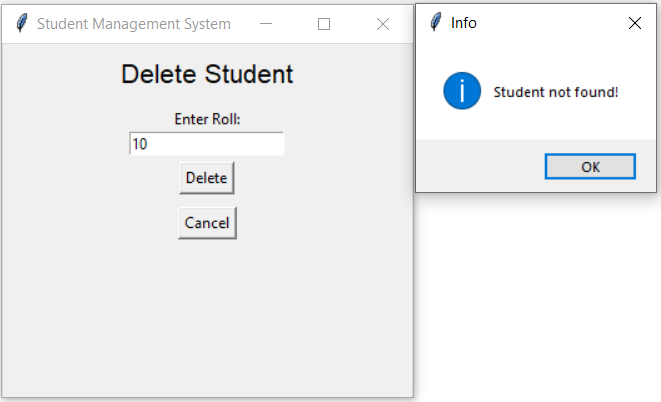 Student Management System
Delete Student
Enter Roll:
10
Delete
Cancel
Info
Student not found!
OK